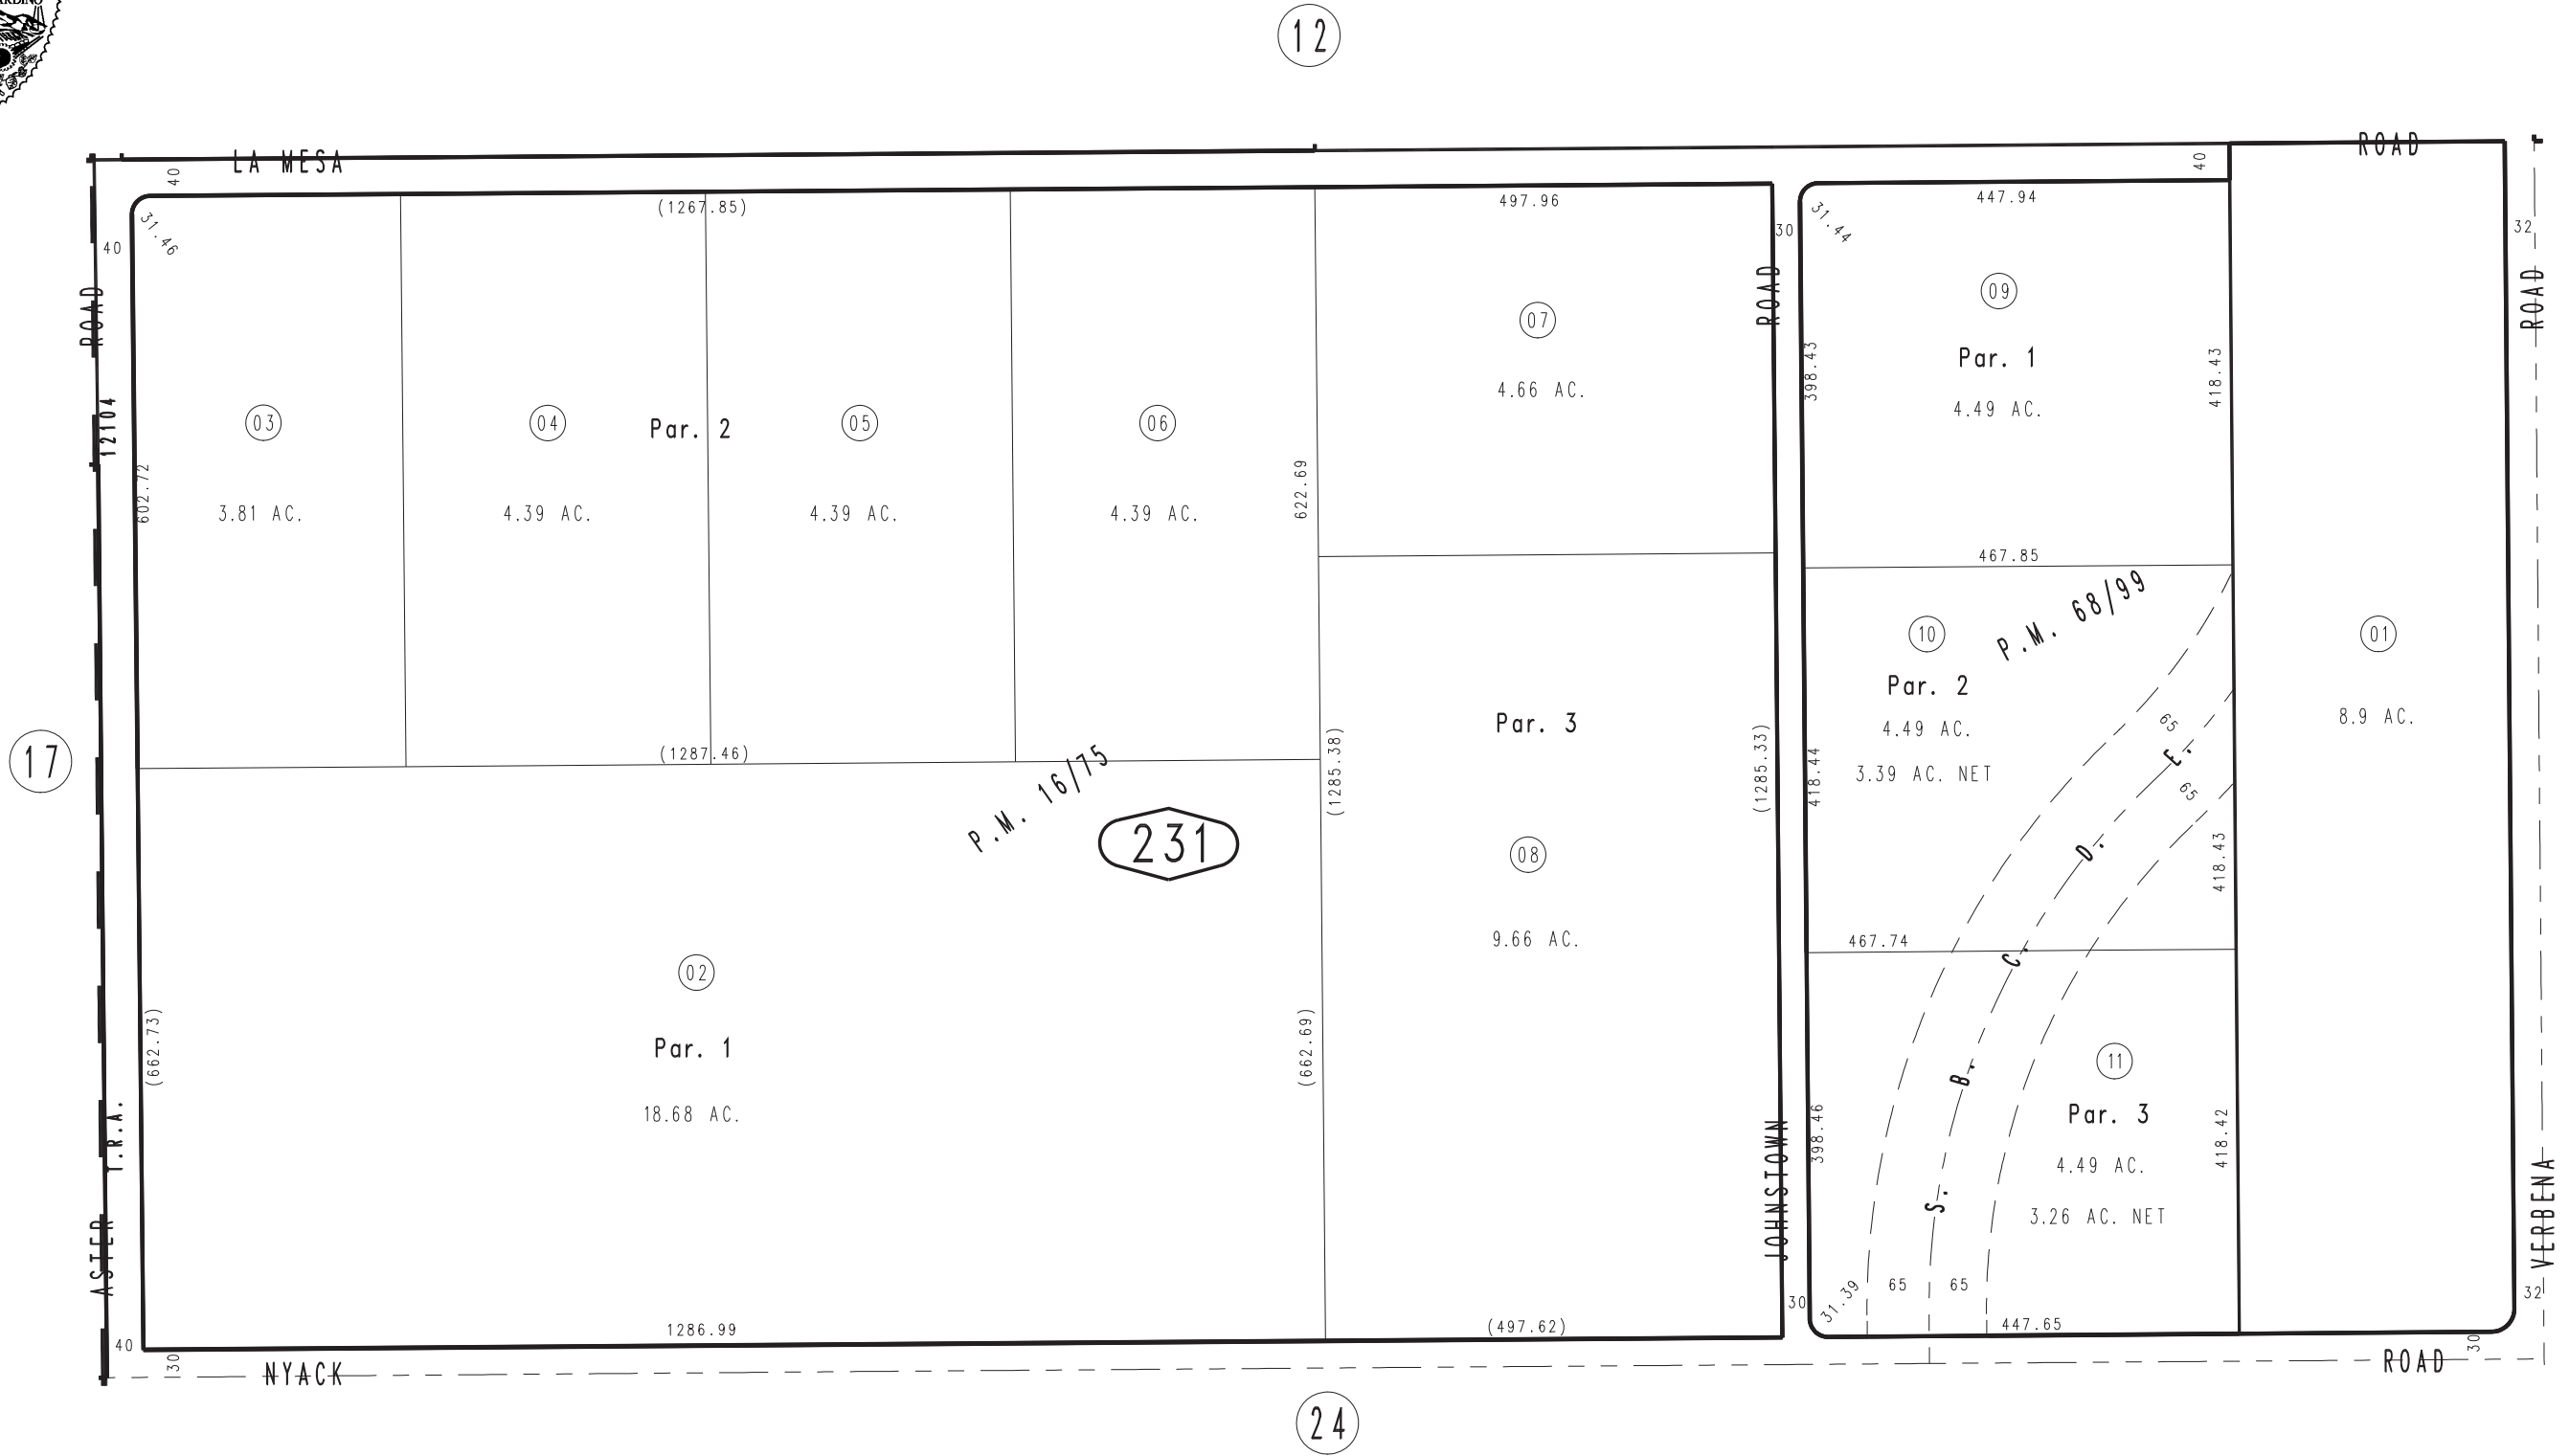 12
LA MESA
ROAD
40
40
31.46
40
(1267.85)
497.96
30
31.44
447.94
32
ROAD
ROAD
ROAD
12104
03
3.81 AC.
602.72
04
4.39 AC.
Par. 2
05
4.39 AC.
06
4.39 AC.
622.69
07
4.66 AC.
09
Par. 1
4.49 AC.
398.43
418.43
467.85
P.M. 68/99
10
Par. 2
4.49 AC.
3.39 AC. NET
418.44
418.43
01
8.9 AC.
17
(1287.46)
P.M. 16/75
231
(1285.38)
Par. 3
(1285.33)
08
9.66 AC.
65
65
S. B. C. D. E.
467.74
02
Par. 1
18.68 AC.
(662.73)
(662.69)
T.R.A.
ASTER
JOHNSTOWN
398.46
11
Par. 3
4.49 AC.
3.26 AC. NET
418.42
VERBENA
30
31.39
65
65
32
40
30
1286.99
(497.62)
447.65
30
NYACK
ROAD
24